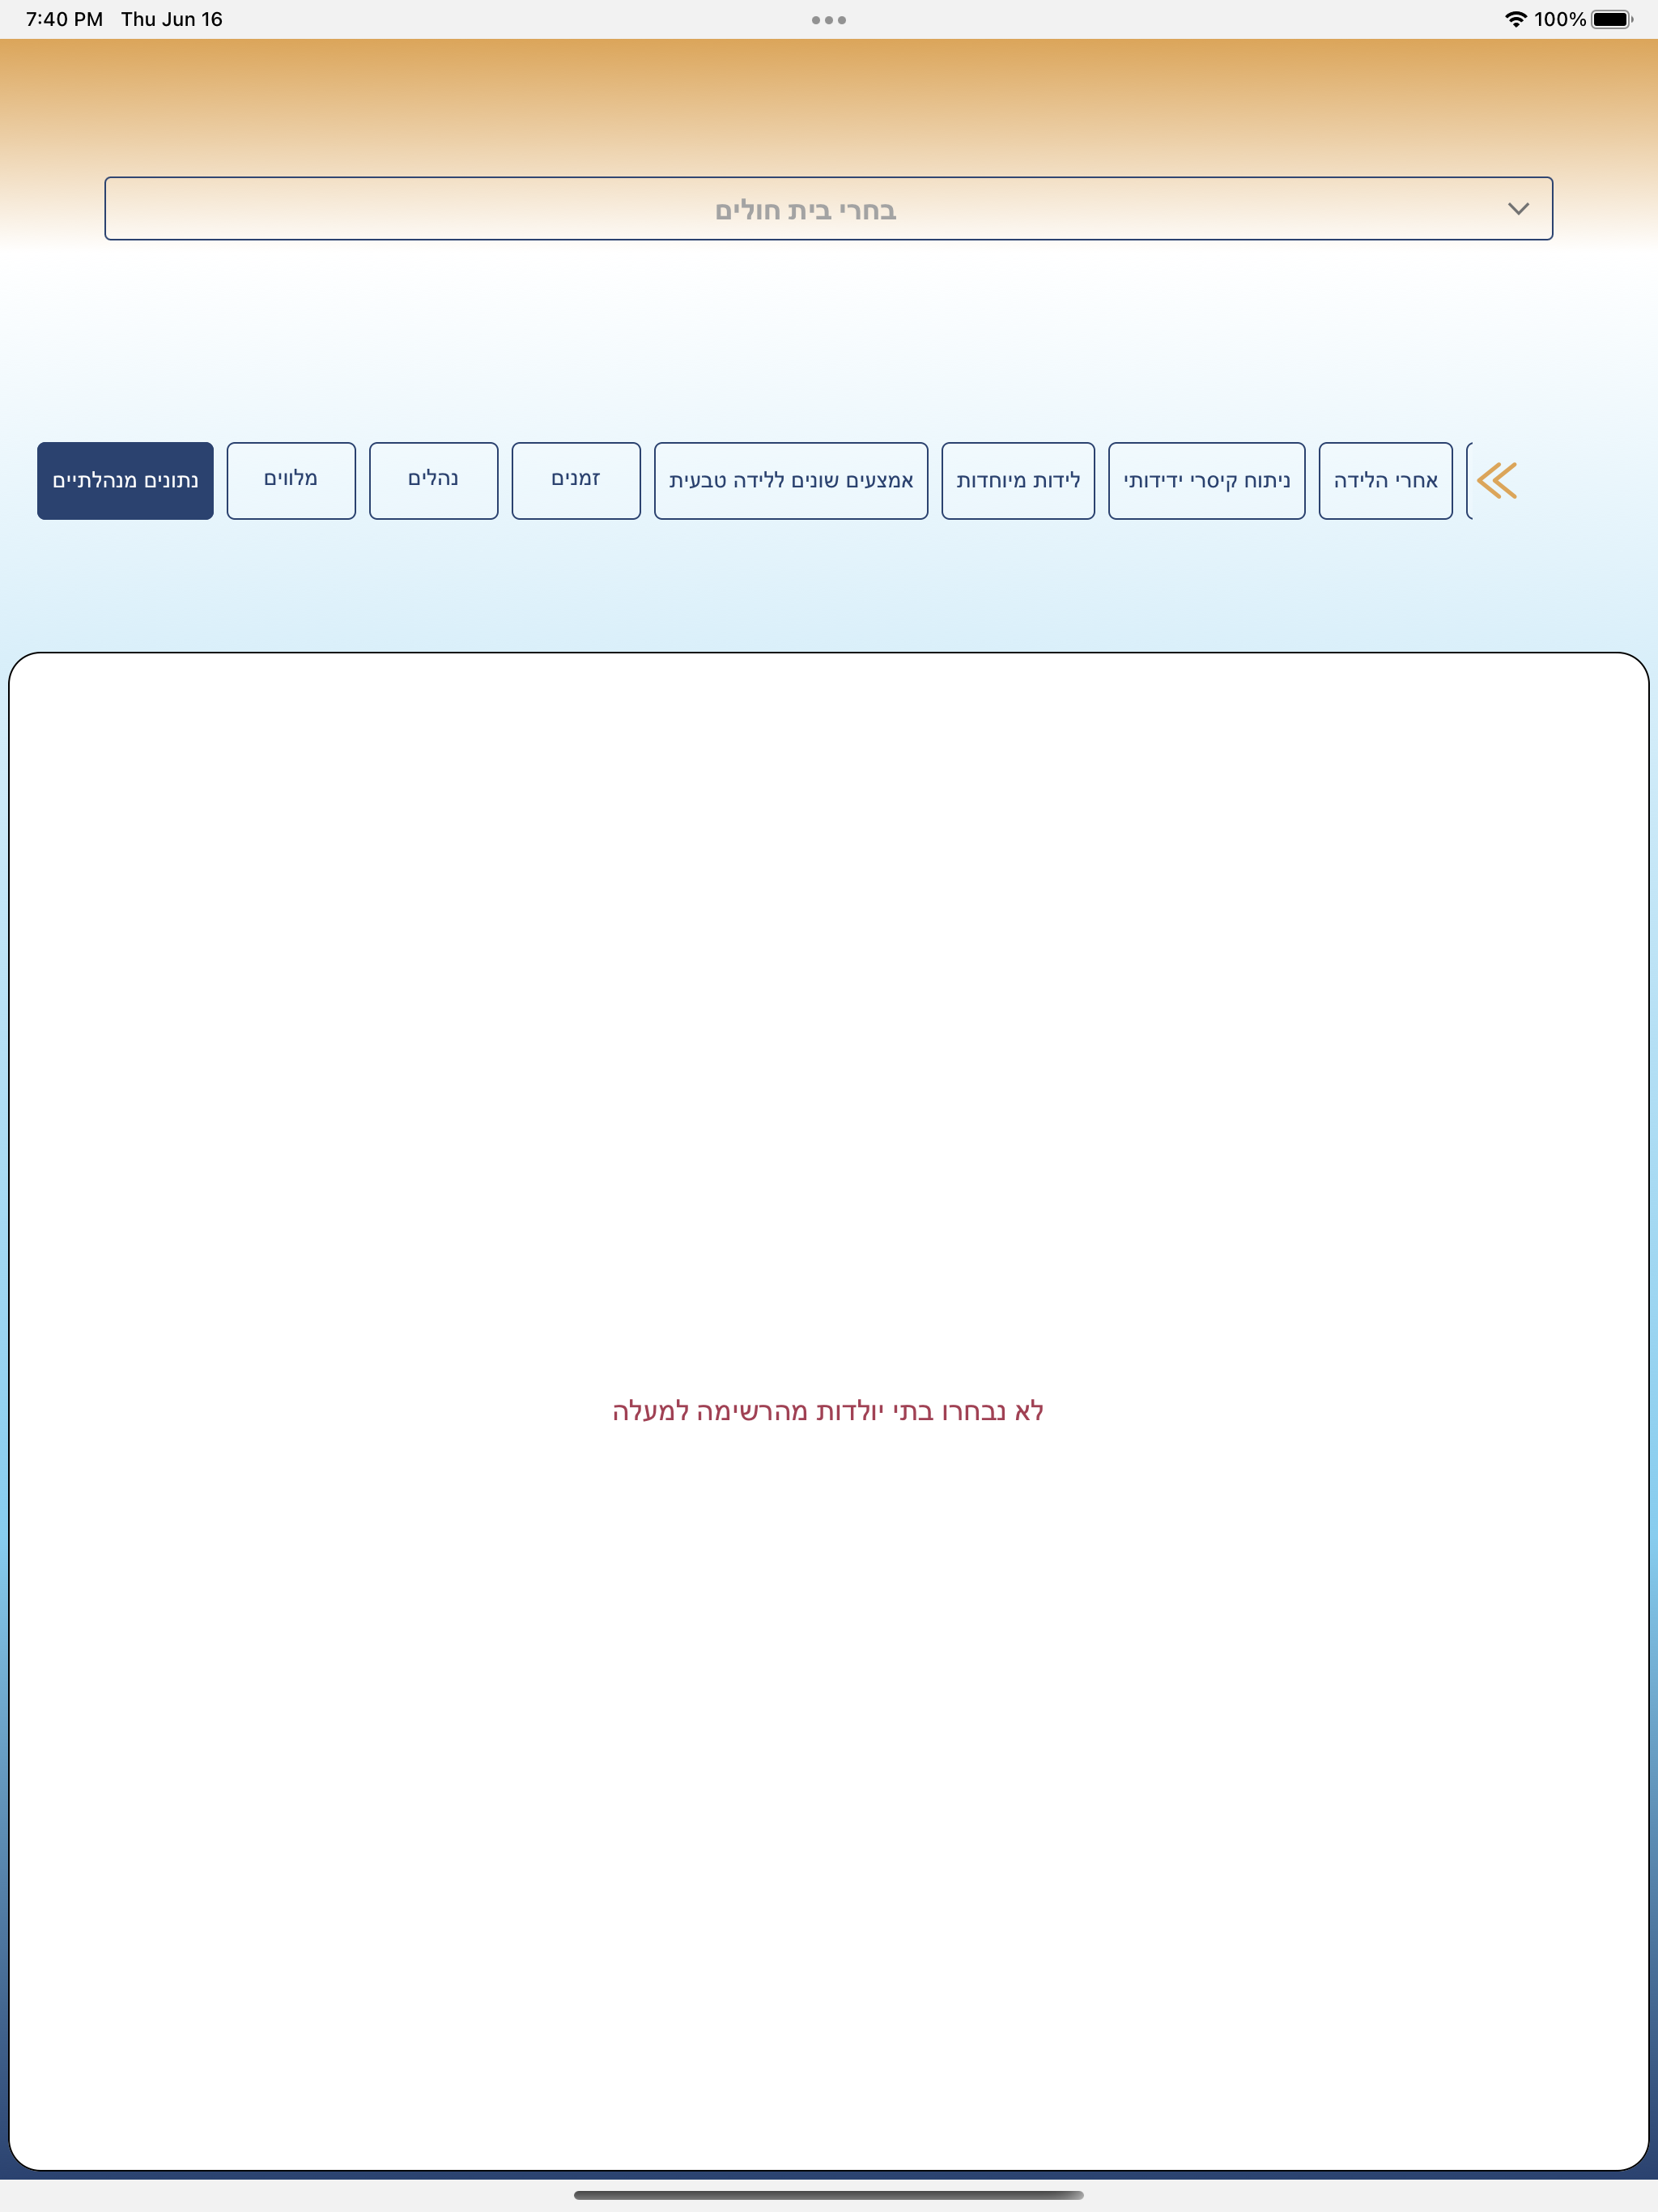 7:40 PM Thu Jun 16 100%
בחרי בית חולים
נתונים מנהלתיים
מלווים
נהלים
זמנים
אמצעים שונים ללידה טבעית
לידות מיוחדות
ניתוח קיסרי ידידותי
אחרי הלידה
לא נבחרו בתי יולדות מהרשימה למעלה